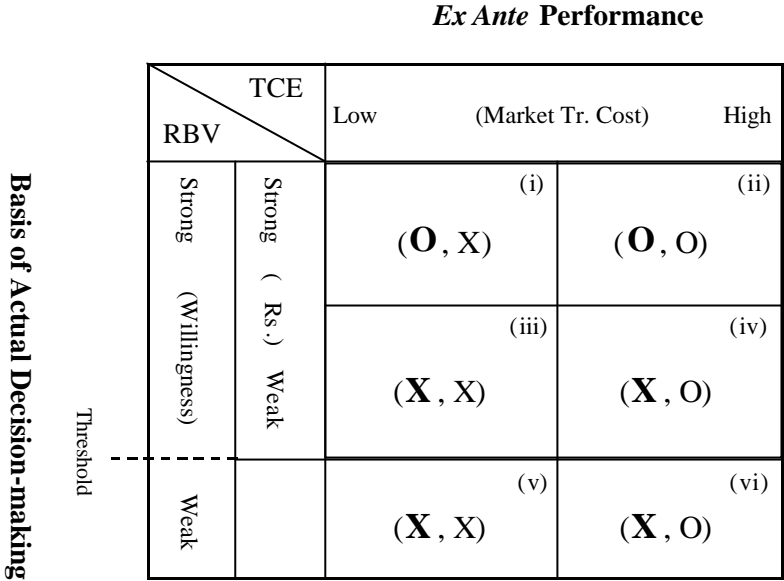 Ex Ante Performance
TCE
RBV
Low (Market Tr. Cost) High
Basis of Actual Decision-making
Threshold
Strong (Willingness) Weak
Strong ( Rs.) Weak
(i)
(O, X)
(ii)
(O, O)
(iii)
(X, X)
(iv)
(X, O)
(v)
(X, X)
(vi)
(X, O)